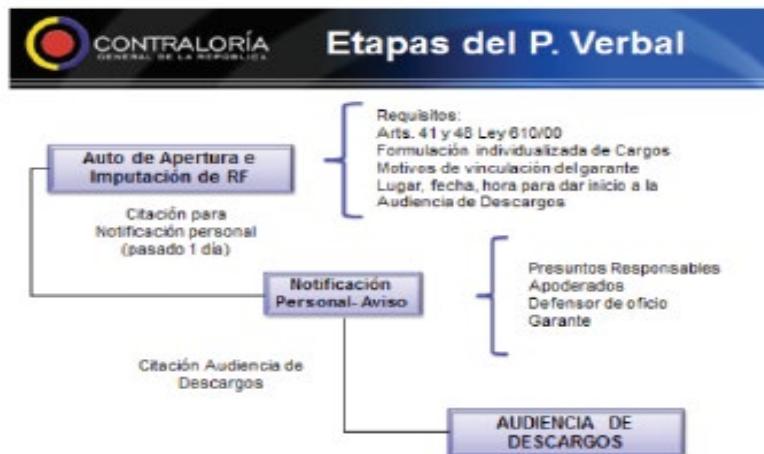 CONTRALORÍA
GENERAL DE LA REPÚBLICA
Etapas del P. Verbal
Auto de Apertura e
Imputación de RF
Requisitos:
Arts. 41 y 48 Ley 610/00
Formulación individualizada de Cargos
Motivos de vinculación del garante
Lugar, fecha, hora para dar inicio a la
Audiencia de Descargos
Citación para
Notificación personal
(pasado 1 día)
Notificación
Personal- Aviso
Presuntos Responsables
Apoderados
Defensor de oficio
Garante
Citación Audiencia de
Descargos
AUDIENCIA DE
DESCARGOS